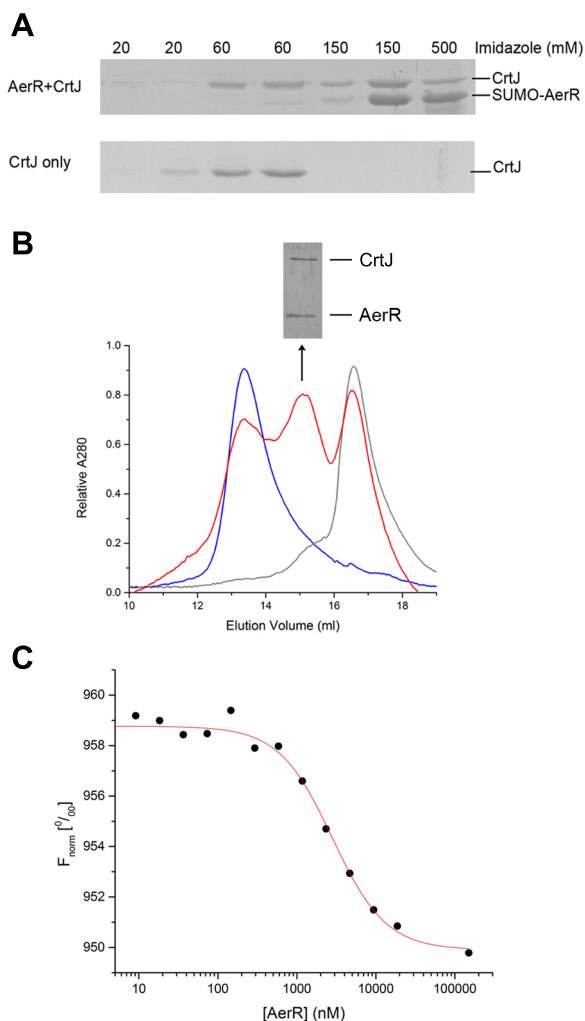 A
20 20 60 60 150 150 500 Imidazole (mM)
AerR+CrtJ
CrtJ
SUMO-AerR
CrtJ only
CrtJ
B
CrtJ
AerR
1.0
0.8
0.6
0.4
0.2
0.0
Relative A280
10 12 14 16 18
Elution Volume (ml)
C
960
958
956
954
952
950
Fnorm [0/00]
10 100 1000 10000 100000
[AerR] (nM)